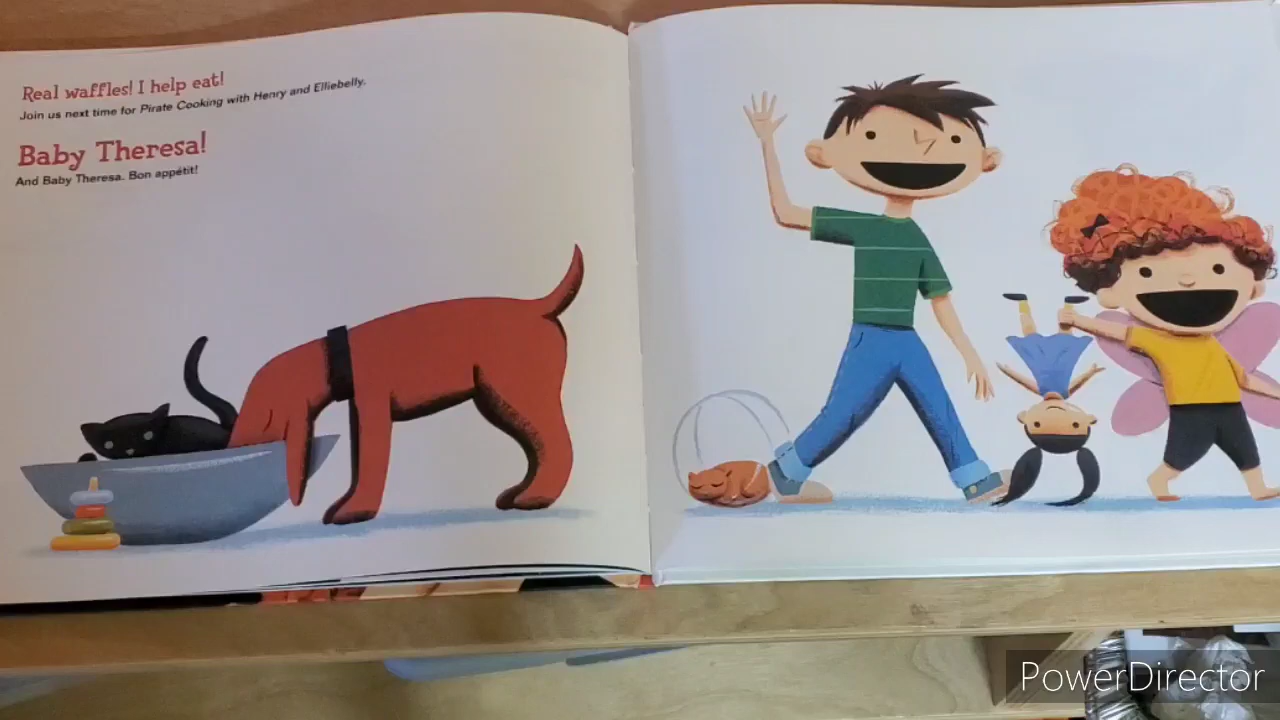 Real waffles! I help eat!
Join us next time for Pirate Cooking with Henry and Elliebelly.
Baby Theresa!
And Baby Theresa. Bon appétit!
PowerDirector